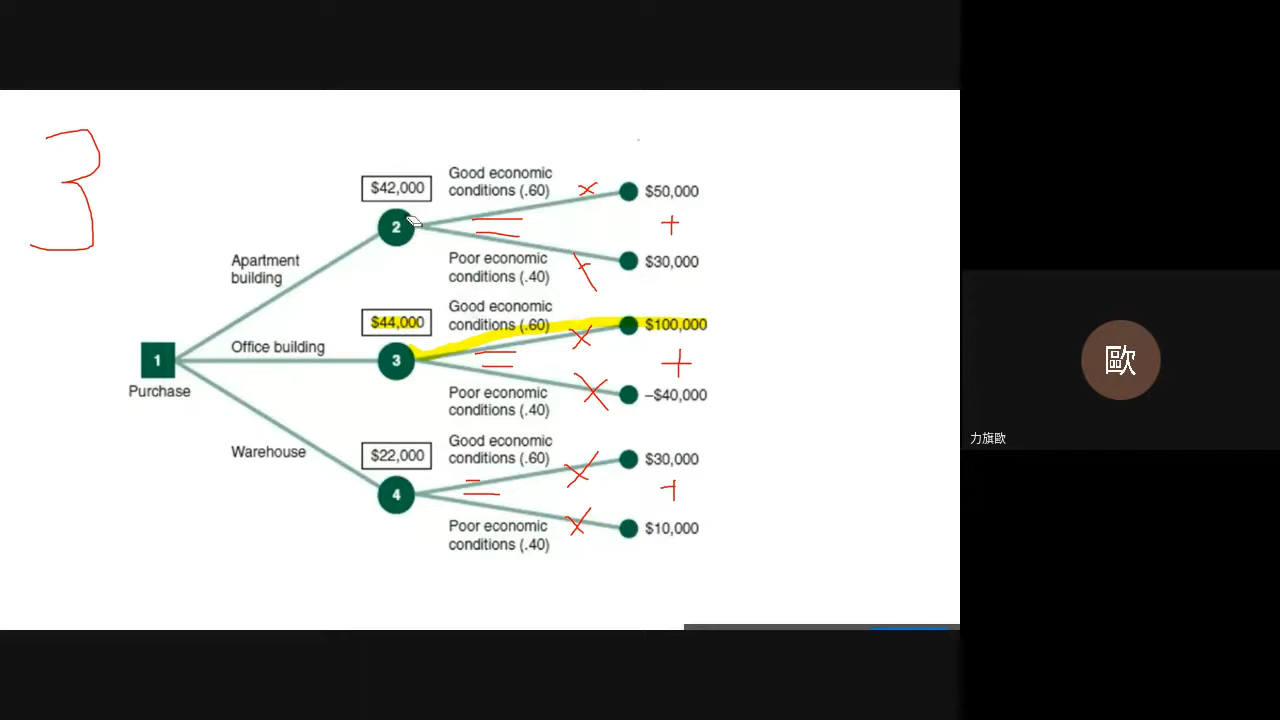 3
Good economic
conditions (.60)
$42,000
×
$50,000
2
=
+
Apartment
building
Poor economic
conditions (.40)
×
$30,000
Good economic
conditions (.60)
$44,000
×
$100,000
1
Purchase
Office building
3
=
+
Poor economic
conditions (.40)
×
–$40,000
Warehouse
Good economic
conditions (.60)
$22,000
×
$30,000
4
=
+
Poor economic
conditions (.40)
×
$10,000
歐
力旗歐